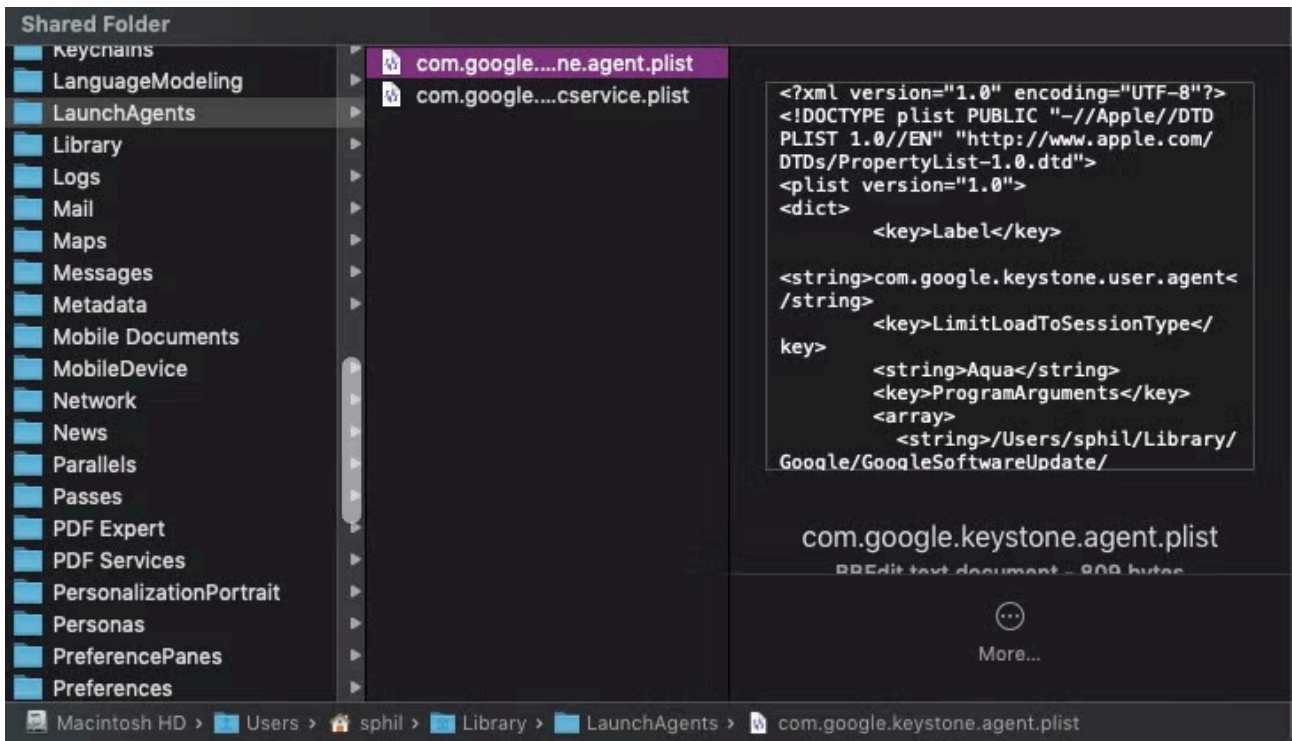 Shared Folder
Keychains
LanguageModeling
LaunchAgents
Library
Logs
Mail
Maps
Messages
Metadata
Mobile Documents
MobileDevice
Network
News
Parallels
Passes
PDF Expert
PDF Services
PersonalizationPortrait
Personas
PreferencePanes
Preferences
com.google....ne.agent.plist
com.google....cservice.plist
<?xml version="1.0" encoding="UTF-8"?>
<!DOCTYPE plist PUBLIC "-//Apple//DTD
PLIST 1.0//EN" "http://www.apple.com/
DTDs/PropertyList-1.0.dtd">
<plist version="1.0">
<dict>
<key>Label</key>
<string>com.google.keystone.user.agent<
/string>
<key>LimitLoadToSessionType</
key>
<string>Aqua</string>
<key>ProgramArguments</key>
<array>
<string>/Users/sphil/Library/
Google/GoogleSoftwareUpdate/
com.google.keystone.agent.plist
BBEdit text document - 809 bytes
More...
Macintosh HD › Users › sphil › Library › LaunchAgents › com.google.keystone.agent.plist